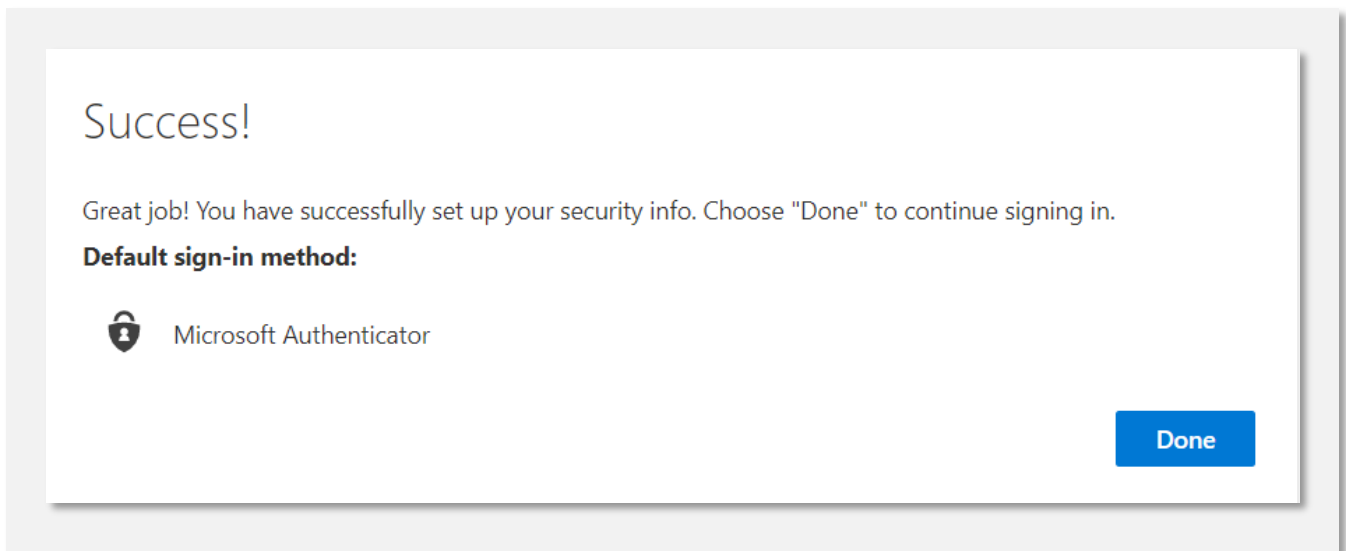 Success!
Great job! You have successfully set up your security info. Choose "Done" to continue signing in.
Default sign-in method:
Microsoft Authenticator
Done